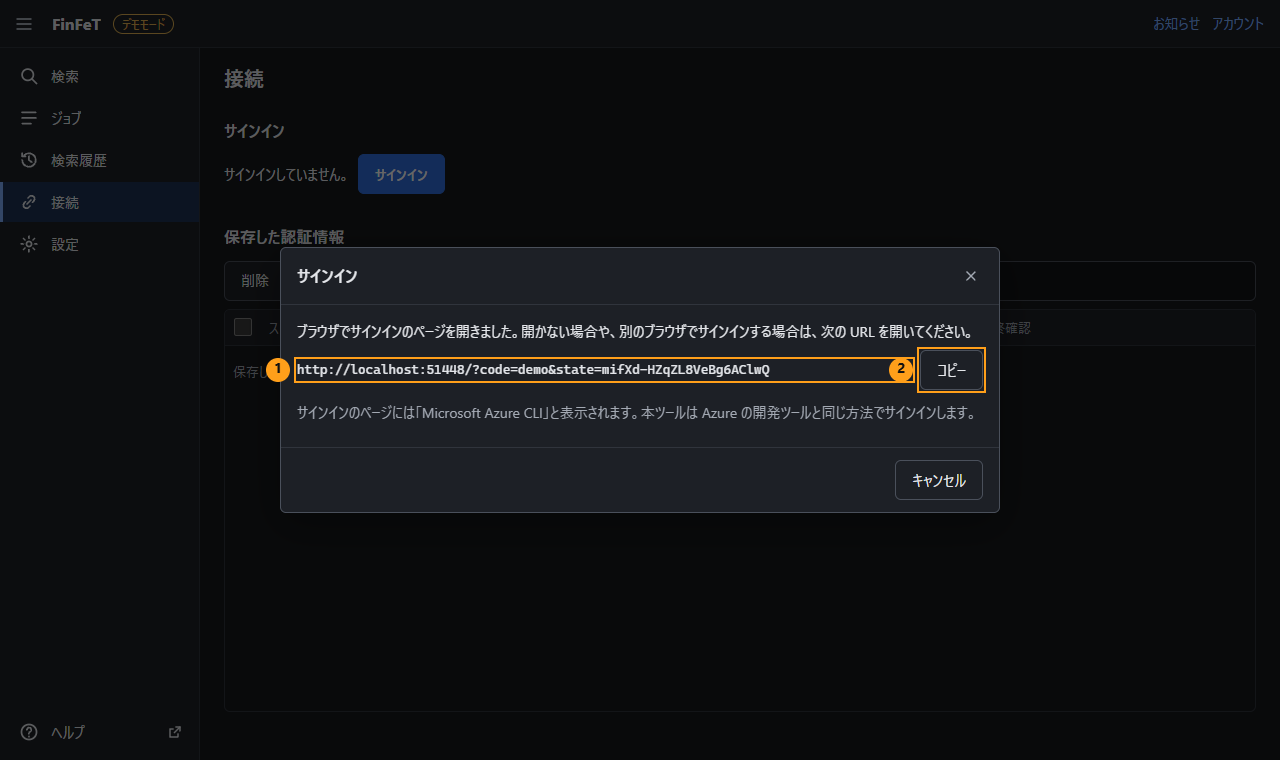 FinFeT デモモード お知らせ アカウント
検索
ジョブ
検索履歴
接続
設定
ヘルプ
接続
サインイン
サインインしていません。 サインイン
保存した認証情報
削除
サインイン
ブラウザでサインインのページを開きました。開かない場合や、別のブラウザでサインインする場合は、次の URL を開いてください。
1 http://localhost:51448/?code=demo&state=mifXd-HZqZL8VeBg6AClwQ 2 コピー
サインインのページには「Microsoft Azure CLI」と表示されます。本ツールは Azure の開発ツールと同じ方法でサインインします。
キャンセル